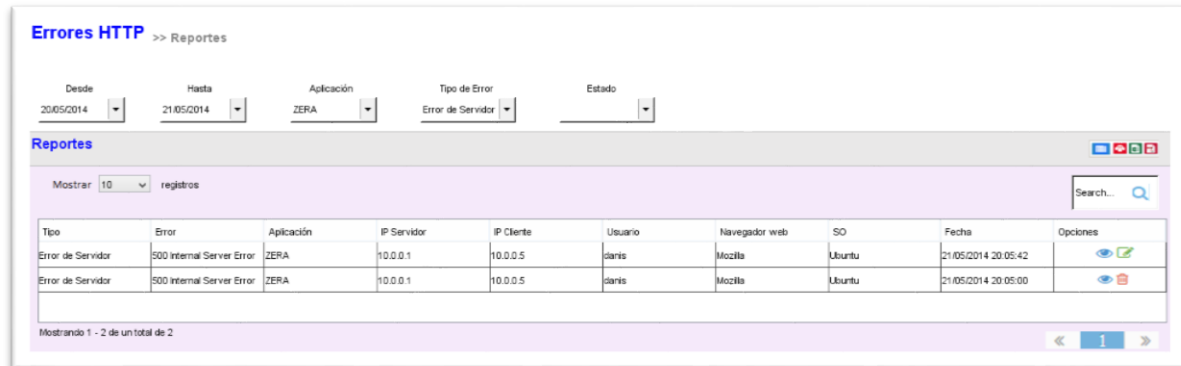 Errores HTTP >> Reportes
Desde Hasta Aplicación Tipo de Error Estado
20/05/2014 21/05/2014 ZERA Error de Servidor
Reportes
Mostrar 10 registros
Search...
Tipo Error Aplicación IP Servidor IP Cliente Usuario Navegador web SO Fecha Opciones
Error de Servidor 500 Internal Server Error ZERA 10.0.0.1 10.0.0.5 danis Mozilla Ubuntu 21/05/2014 20:05:42
Error de Servidor 500 Internal Server Error ZERA 10.0.0.1 10.0.0.5 danis Mozilla Ubuntu 21/05/2014 20:05:00
Mostrando 1 - 2 de un total de 2
« 1 »